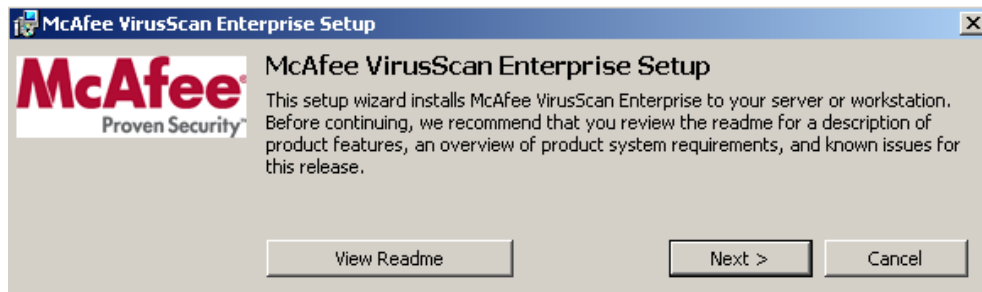 McAfee VirusScan Enterprise Setup
McAfee
Proven Security™
McAfee VirusScan Enterprise Setup
This setup wizard installs McAfee VirusScan Enterprise to your server or workstation.
Before continuing, we recommend that you review the readme for a description of
product features, an overview of product system requirements, and known issues for
this release.
View Readme
Next >
Cancel